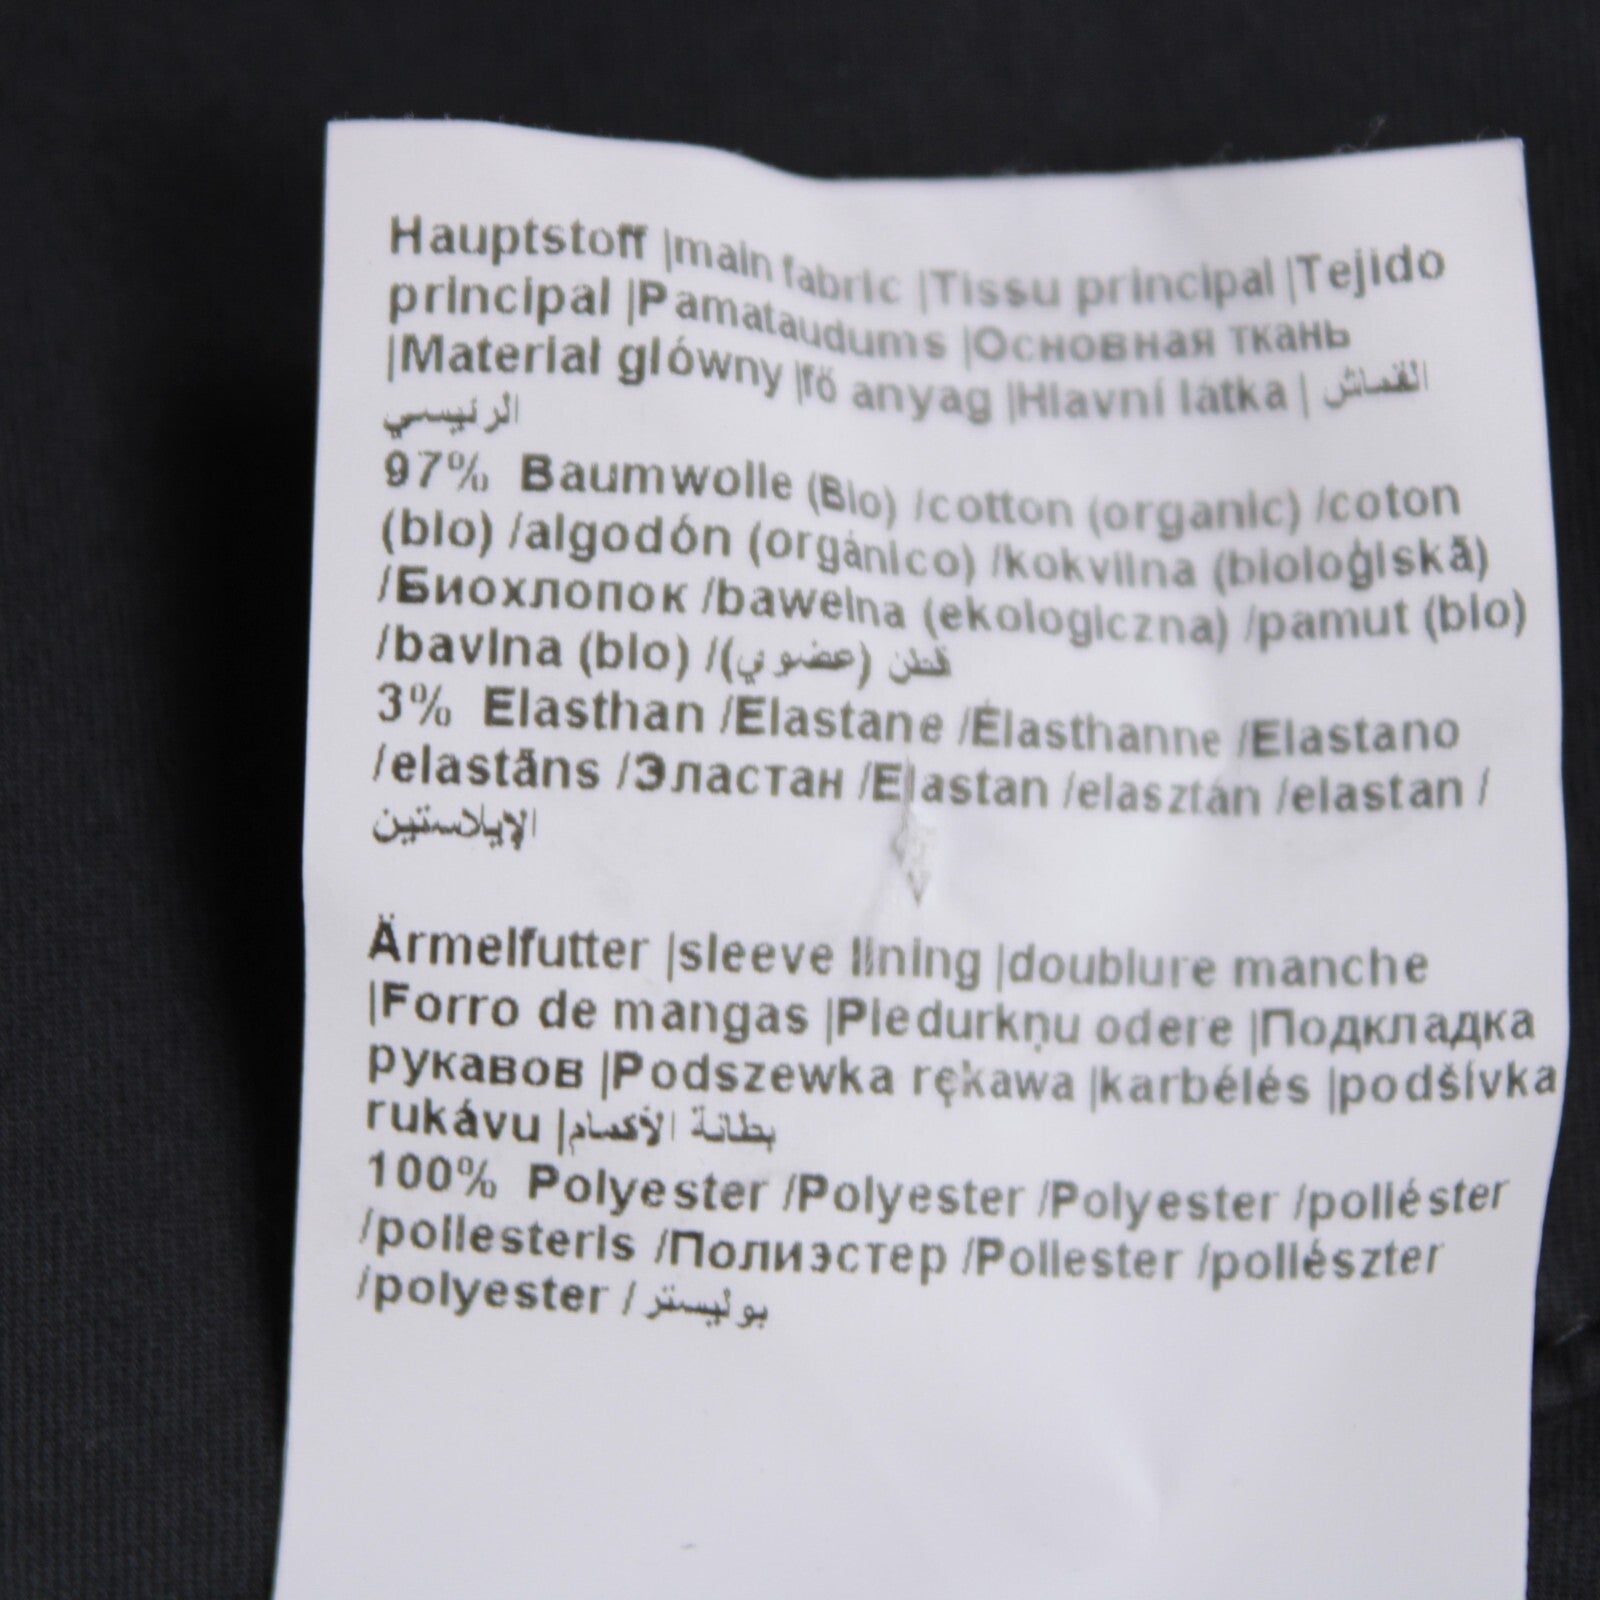 Hauptstoff |main fabric |Tissu principal |Tejido
principal |Pamataudums |Основная ткань
|Materiał główny |fő anyag |Hlavní látka | القماش
الرئيسي
97% Baumwolle (Bio) /cotton (organic) /coton
(bio) /algodón (orgánico) /kokvilna (bioloģiskā)
/Биохлопок /bawełna (ekologiczna) /pamut (bio)
/bavlna (bio) /قطن (عضوي)
3% Elasthan /Elastane /Élasthanne /Elastano
/elastāns /Эластан /Elastan /elasztán /elastan /
الإيلاستين
Ärmelfutter |sleeve lining |doublure manche
|Forro de mangas |Piedurkņu odere |Подкладка
рукавов |Podszewka rękawa |karbélés |podšívka
rukávu |بطانة الأكمام
100% Polyester /Polyester /Polyester /poliéster
/poliesteris /Полиэстер /Poliester /poliészter
/polyester / بوليستر